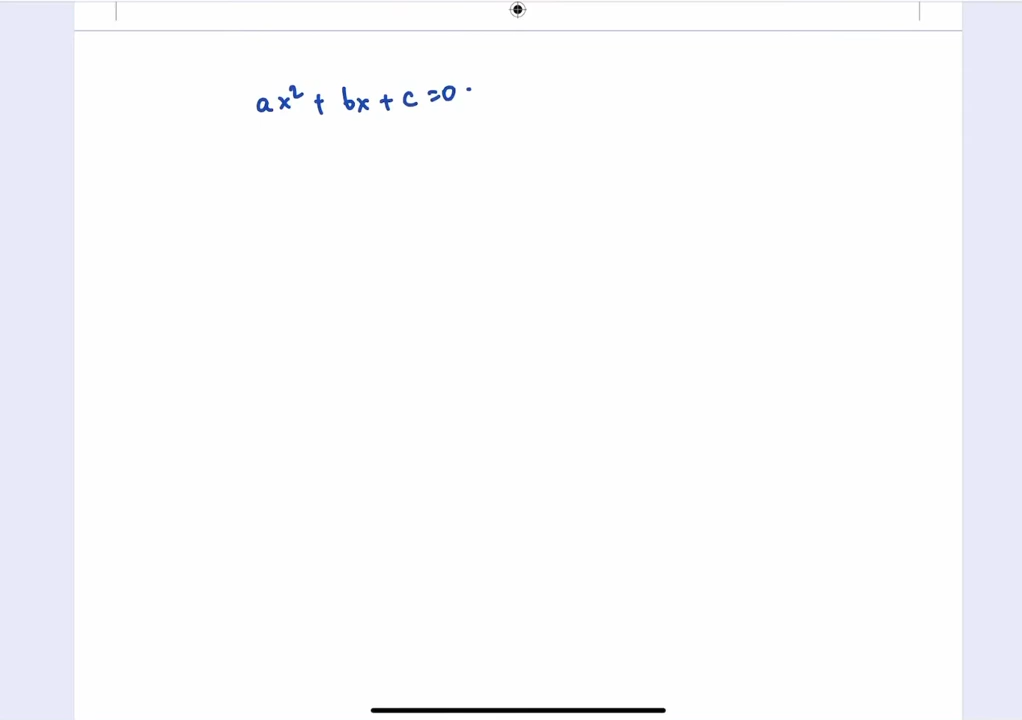 ax² + bx + c = 0 .